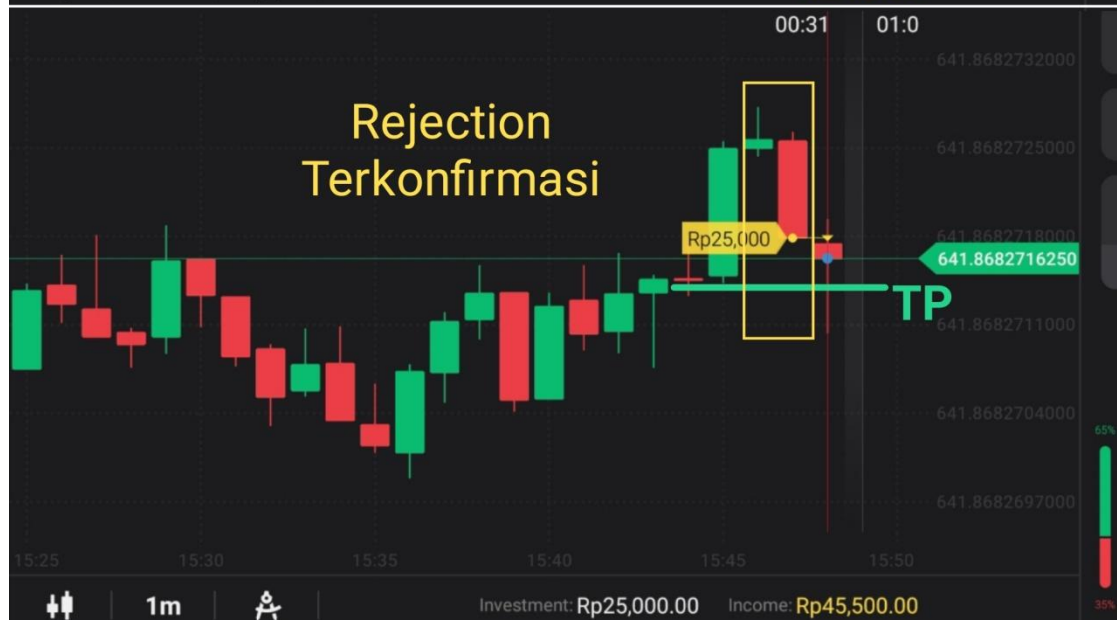 00:31 01:0
641.8682732000
Rejection
Terkonfirmasi
641.8682725000
Rp25,000
641.8682718000
641.8682716250
TP
641.8682711000
641.8682704000
65%
641.8682697000
15:25 15:30 15:35 15:40 15:45 15:50
1m
Investment: Rp25,000.00 Income: Rp45,500.00
35%